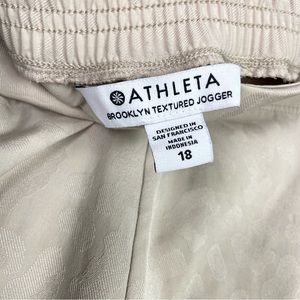 ATHLETA
BROOKLYN TEXTURED JOGGER
DESIGNED IN
SAN FRANCISCO
MADE IN
INDONESIA
18